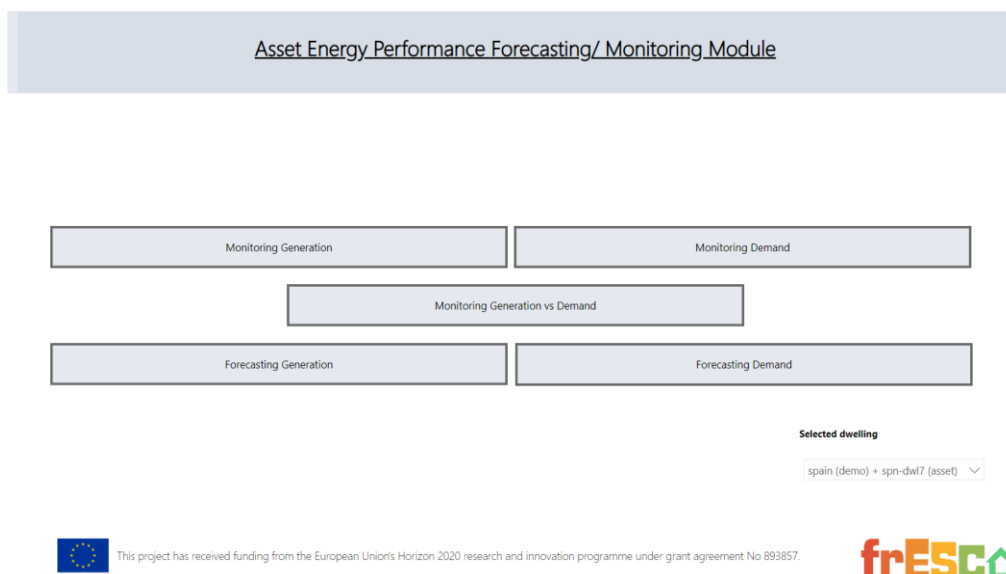 Asset Energy Performance Forecasting/ Monitoring Module
Monitoring Generation
Monitoring Demand
Monitoring Generation vs Demand
Forecasting Generation
Forecasting Demand
Selected dwelling
spain (demo) + spn-dwl7 (asset)
This project has received funding from the European Union's Horizon 2020 research and innovation programme under grant agreement No 893857.
frESCO